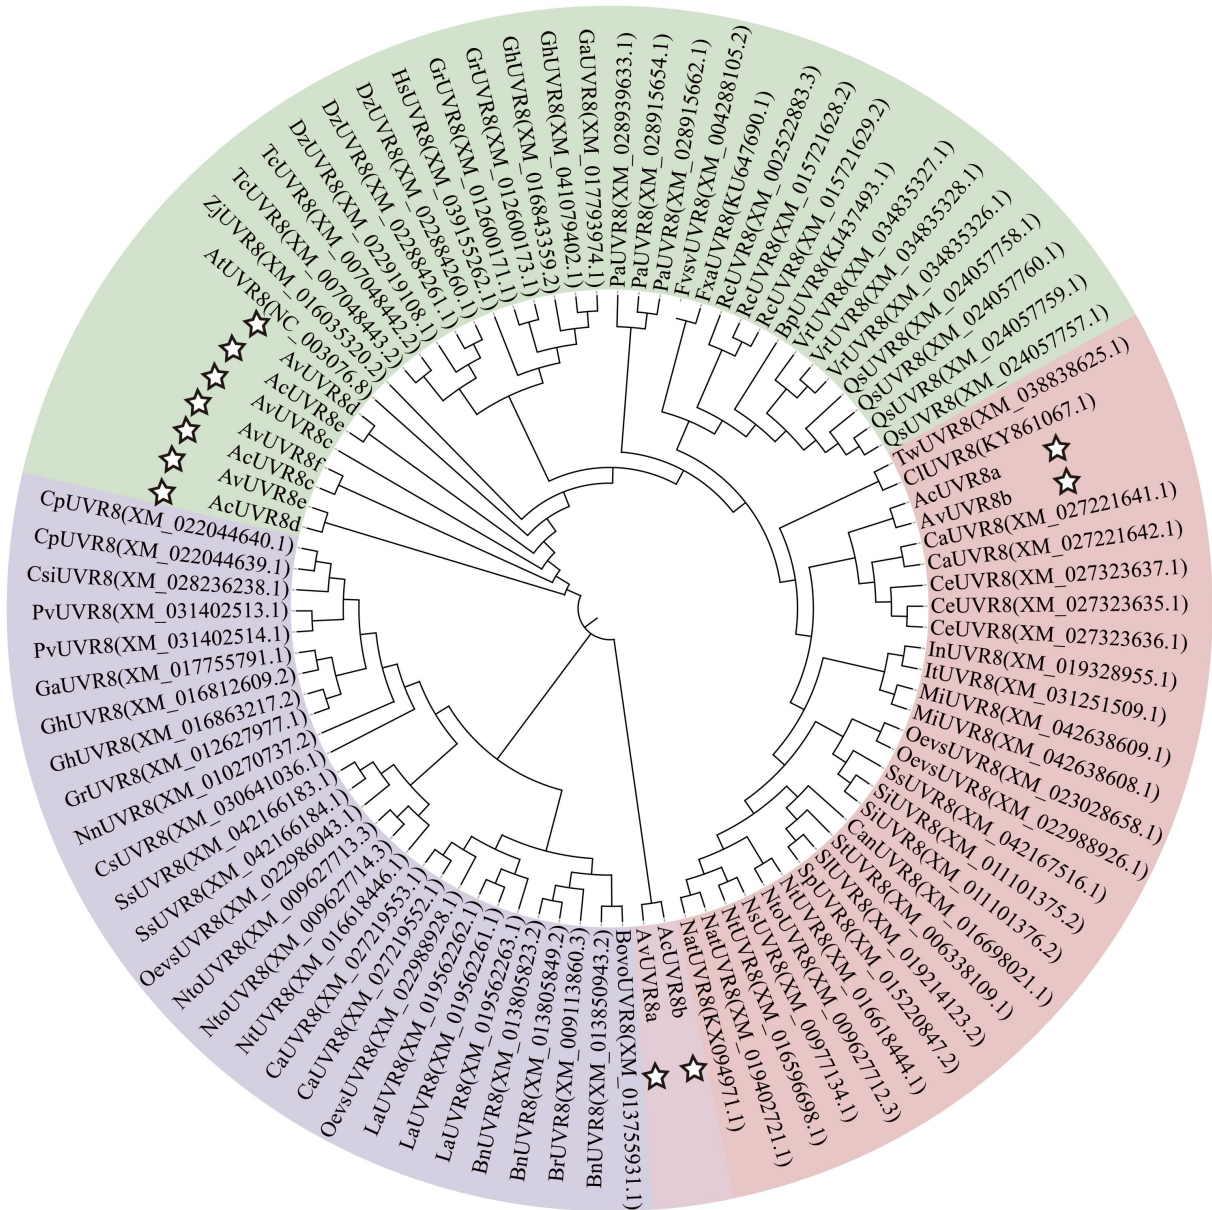 GaUVR8(XM_017793974.1)
PaUVR8(XM_028939633.1)
PaUVR8(XM_028915654.1)
PaUVR8(XM_028915662.1)
FvsvUVR8(XM_004288105.2)
FxaUVR8(KU647690.1)
RcUVR8(XM_002522883.3)
RcUVR8(XM_015721628.2)
RcUVR8(XM_015721629.2)
BpUVR8(KJ437493.1)
VrUVR8(XM_034835327.1)
VrUVR8(XM_034835328.1)
VrUVR8(XM_034835326.1)
QsUVR8(XM_024057758.1)
QsUVR8(XM_024057760.1)
QsUVR8(XM_024057759.1)
QsUVR8(XM_024057757.1)
TwUVR8(XM_038838625.1)
ClUVR8(KY861067.1)
AcUVR8a
AvUVR8b
CaUVR8(XM_027221641.1)
CaUVR8(XM_027221642.1)
CeUVR8(XM_027323637.1)
CeUVR8(XM_027323635.1)
CeUVR8(XM_027323636.1)
InUVR8(XM_019328955.1)
ItUVR8(XM_031251509.1)
MiUVR8(XM_042638609.1)
MiUVR8(XM_042638608.1)
OevsUVR8(XM_023028658.1)
OevsUVR8(XM_022988926.1)
SsUVR8(XM_042167516.1)
SiUVR8(XM_011101375.2)
SiUVR8(XM_011101376.2)
CanUVR8(XM_016698021.1)
StUVR8(XM_006338109.1)
SlUVR8(XM_019214123.2)
SpUVR8(XM_015220847.2)
NtUVR8(XM_016618444.1)
NtoUVR8(XM_009627712.3)
NsUVR8(XM_00977134.1)
NtUVR8(XM_016596698.1)
NatUVR8(XM_019402721.1)
NatUVR8(KX094971.1)
AcUVR8b
AvUVR8a
BovoUVR8(XM_013755931.1)
BnUVR8(XM_013850943.2)
BrUVR8(XM_009113860.3)
BnUVR8(XM_013805849.2)
BnUVR8(XM_013805823.2)
LaUVR8(XM_019562263.1)
LaUVR8(XM_019562261.1)
LaUVR8(XM_019562262.1)
OevsUVR8(XM_022988928.1)
CaUVR8(XM_027219552.1)
CaUVR8(XM_027219553.1)
NtUVR8(XM_016618446.1)
NtoUVR8(XM_009627714.3)
NtoUVR8(XM_009627713.3)
OevsUVR8(XM_022986043.1)
SsUVR8(XM_042166184.1)
SsUVR8(XM_042166183.1)
CsUVR8(XM_030641036.1)
NnUVR8(XM_010270737.2)
GrUVR8(XM_012627977.1)
GhUVR8(XM_016863217.2)
GhUVR8(XM_016812609.2)
GaUVR8(XM_017755791.1)
PvUVR8(XM_031402514.1)
PvUVR8(XM_031402513.1)
CsiUVR8(XM_028236238.1)
CpUVR8(XM_022044639.1)
CpUVR8(XM_022044640.1)
AcUVR8d
AvUVR8e
AcUVR8c
AvUVR8f
AvUVR8c
AcUVR8e
AvUVR8d
AtUVR8(NC_003076.8)
ZjUVR8(XM_016035320.2)
TcUVR8(XM_007048443.2)
TcUVR8(XM_007048442.2)
DzUVR8(XM_022919108.1)
DzUVR8(XM_022884261.1)
DzUVR8(XM_022884260.1)
HsUVR8(XM_039155262.1)
GrUVR8(XM_012600171.1)
GrUVR8(XM_012600173.1)
GhUVR8(XM_016843359.2)
GhUVR8(XM_041079402.1)